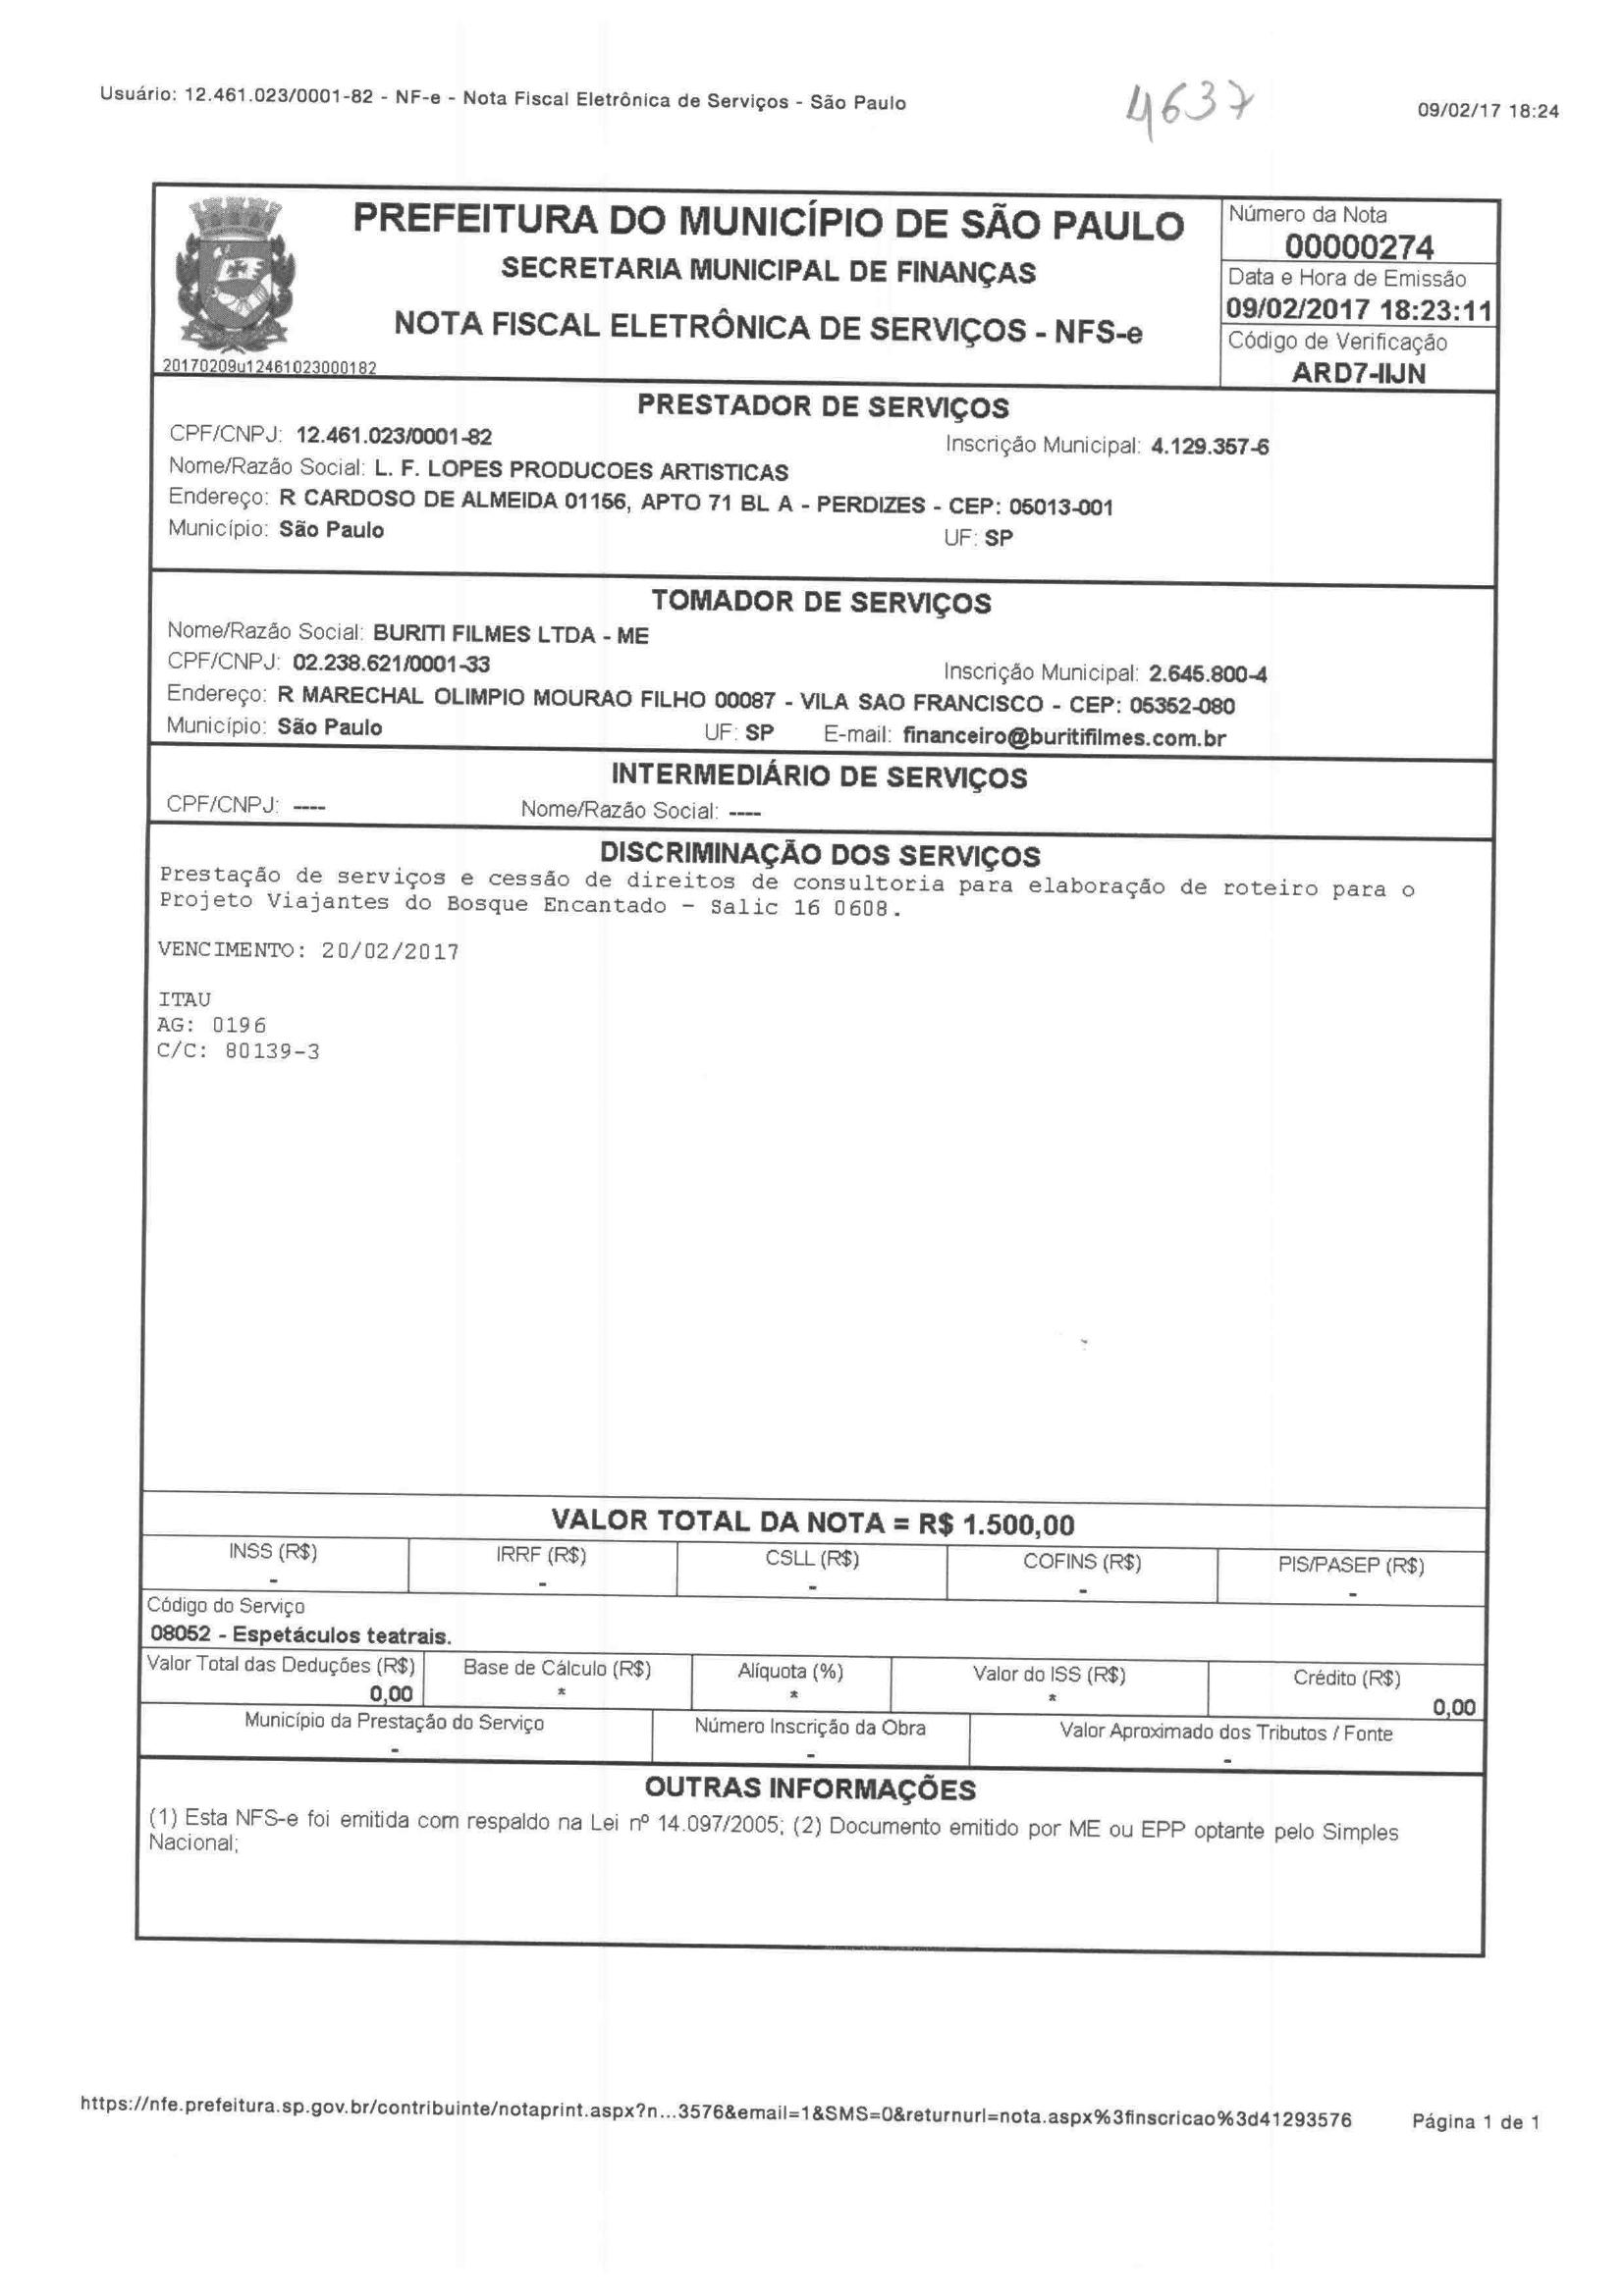 Usuário: 12.461.023/0001-82 - NF-e - Nota Fiscal Eletrônica de Serviços - São Paulo
4637
09/02/17 18:24
PREFEITURA DO MUNICÍPIO DE SÃO PAULO
SECRETARIA MUNICIPAL DE FINANÇAS
NOTA FISCAL ELETRÔNICA DE SERVIÇOS - NFS-e
20170209u12461023000182
Número da Nota
00000274
Data e Hora de Emissão
09/02/2017 18:23:11
Código de Verificação
ARD7-IIJN
PRESTADOR DE SERVIÇOS
CPF/CNPJ: 12.461.023/0001-82 Inscrição Municipal: 4.129.357-6
Nome/Razão Social: L. F. LOPES PRODUCOES ARTISTICAS
Endereço: R CARDOSO DE ALMEIDA 01156, APTO 71 BL A - PERDIZES - CEP: 05013-001
Município: São Paulo UF: SP
TOMADOR DE SERVIÇOS
Nome/Razão Social: BURITI FILMES LTDA - ME
CPF/CNPJ: 02.238.621/0001-33 Inscrição Municipal: 2.645.800-4
Endereço: R MARECHAL OLIMPIO MOURAO FILHO 00087 - VILA SAO FRANCISCO - CEP: 05352-080
Município: São Paulo UF: SP E-mail: financeiro@buritifilmes.com.br
INTERMEDIÁRIO DE SERVIÇOS
CPF/CNPJ: ---- Nome/Razão Social: ----
DISCRIMINAÇÃO DOS SERVIÇOS
Prestação de serviços e cessão de direitos de consultoria para elaboração de roteiro para o
Projeto Viajantes do Bosque Encantado - Salic 16 0608.
VENCIMENTO: 20/02/2017
ITAU
AG: 0196
C/C: 80139-3
VALOR TOTAL DA NOTA = R$ 1.500,00
INSS (R$) IRRF (R$) CSLL (R$) COFINS (R$) PIS/PASEP (R$)
- - - - -
Código do Serviço
08052 - Espetáculos teatrais.
Valor Total das Deduções (R$) Base de Cálculo (R$) Alíquota (%) Valor do ISS (R$) Crédito (R$)
0,00 * * * 0,00
Município da Prestação do Serviço Número Inscrição da Obra Valor Aproximado dos Tributos / Fonte
- - -
OUTRAS INFORMAÇÕES
(1) Esta NFS-e foi emitida com respaldo na Lei nº 14.097/2005; (2) Documento emitido por ME ou EPP optante pelo Simples
Nacional;
https://nfe.prefeitura.sp.gov.br/contribuinte/notaprint.aspx?n...3576&email=1&SMS=0&returnurl=nota.aspx%3finscricao%3d41293576 Página 1 de 1